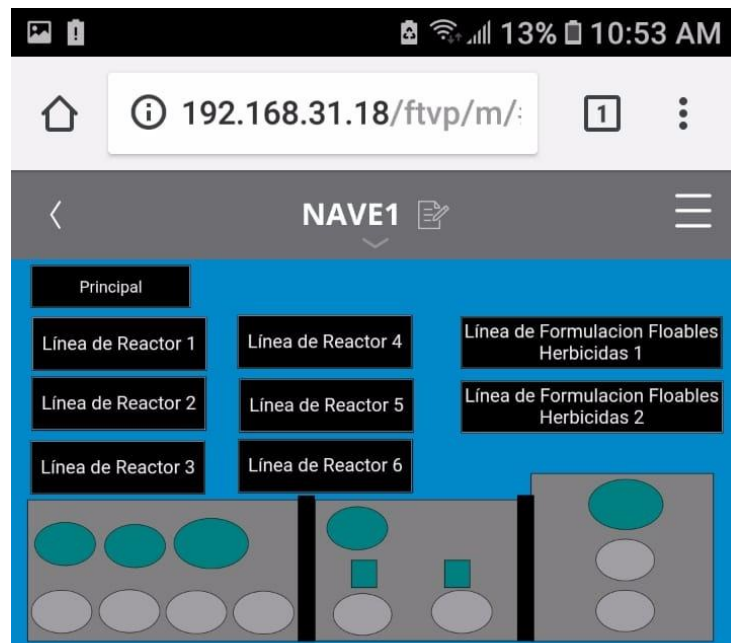 13% 10:53 AM
192.168.31.18/ftvp/m/
1
NAVE1
Principal
Línea de Reactor 1
Línea de Reactor 4
Línea de Formulacion Floables
Herbicidas 1
Línea de Reactor 2
Línea de Reactor 5
Línea de Formulacion Floables
Herbicidas 2
Línea de Reactor 3
Línea de Reactor 6